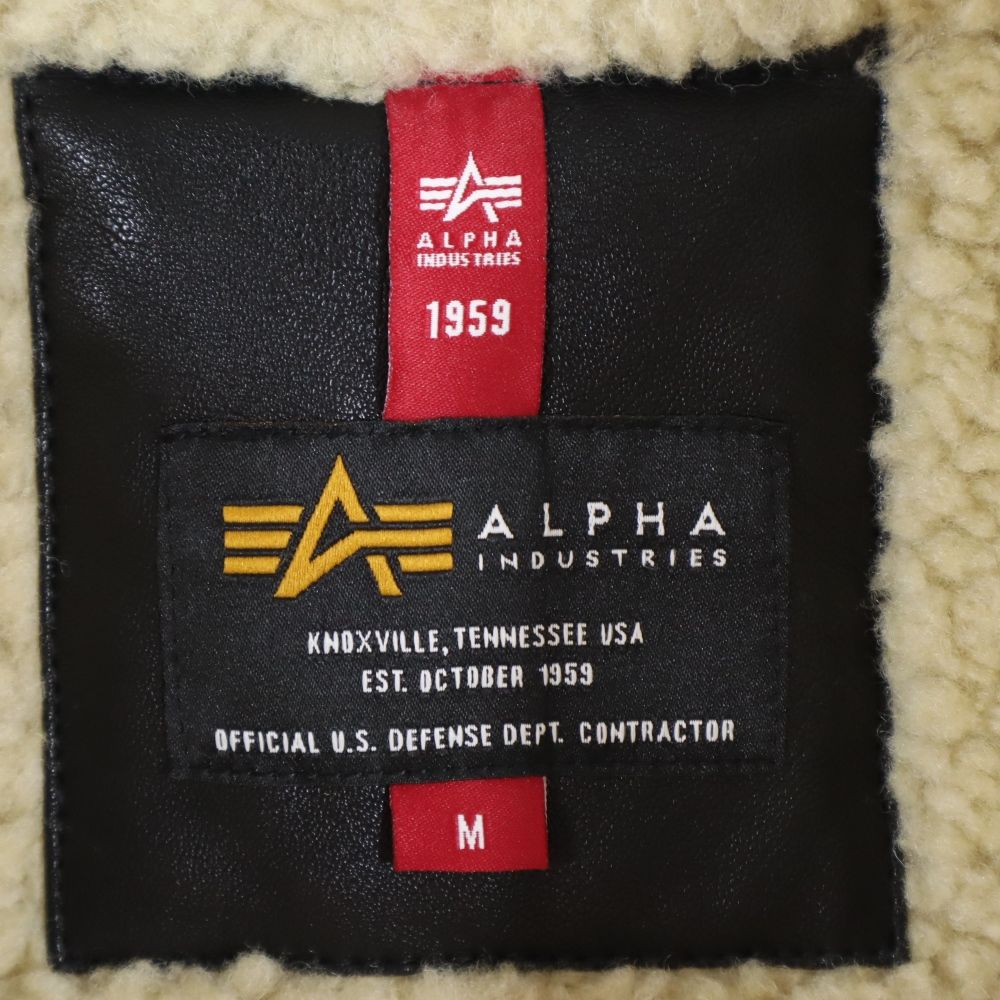 ALPHA
INDUSTRIES
1959
ALPHA
INDUSTRIES
KNOXVILLE, TENNESSEE USA
EST. OCTOBER 1959
OFFICIAL U.S. DEFENSE DEPT. CONTRACTOR
M